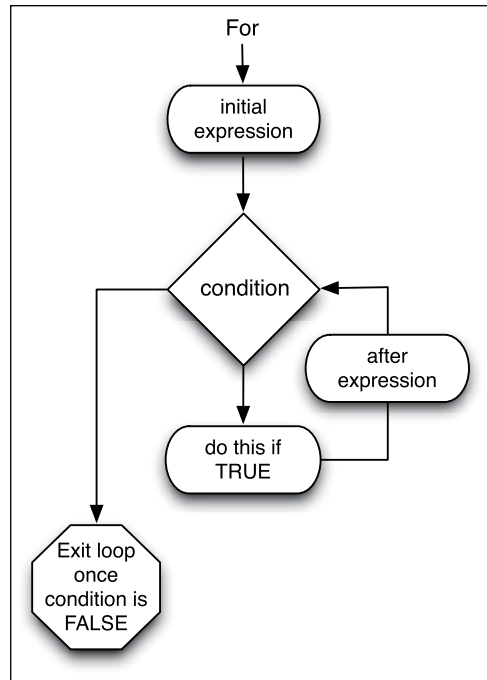 For
initial
expression
condition
after
expression
do this if
TRUE
Exit loop
once
condition is
FALSE